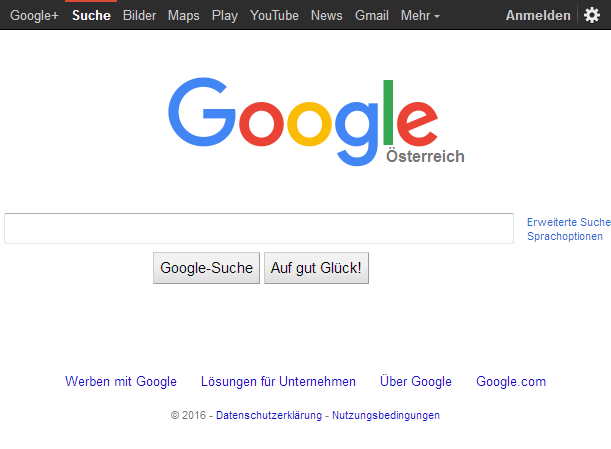 Google+ Suche Bilder Maps Play YouTube News Gmail Mehr Anmelden
Google
Österreich
Erweiterte Suche
Sprachoptionen
Google-Suche Auf gut Glück!
Werben mit Google Lösungen für Unternehmen Über Google Google.com
© 2016 - Datenschutzerklärung - Nutzungsbedingungen